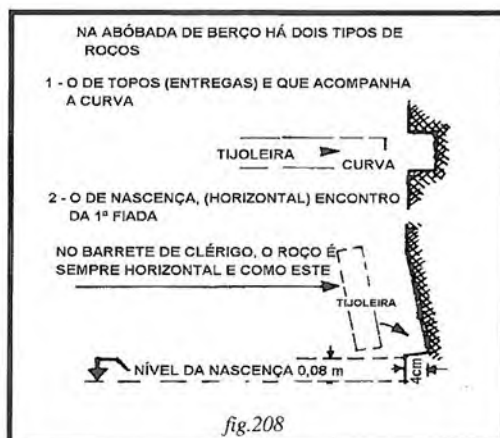 NA ABÓBADA DE BERÇO HÁ DOIS TIPOS DE
ROÇOS
1 - O DE TOPOS (ENTREGAS) E QUE ACOMPANHA
A CURVA
TIJOLEIRA
CURVA
2 - O DE NASCENÇA, (HORIZONTAL) ENCONTRO
DA 1ª FIADA
NO BARRETE DE CLÉRIGO, O ROÇO É
SEMPRE HORIZONTAL E COMO ESTE
TIJOLEIRA
NÍVEL DA NASCENÇA 0,08 m
4cm
fig.208